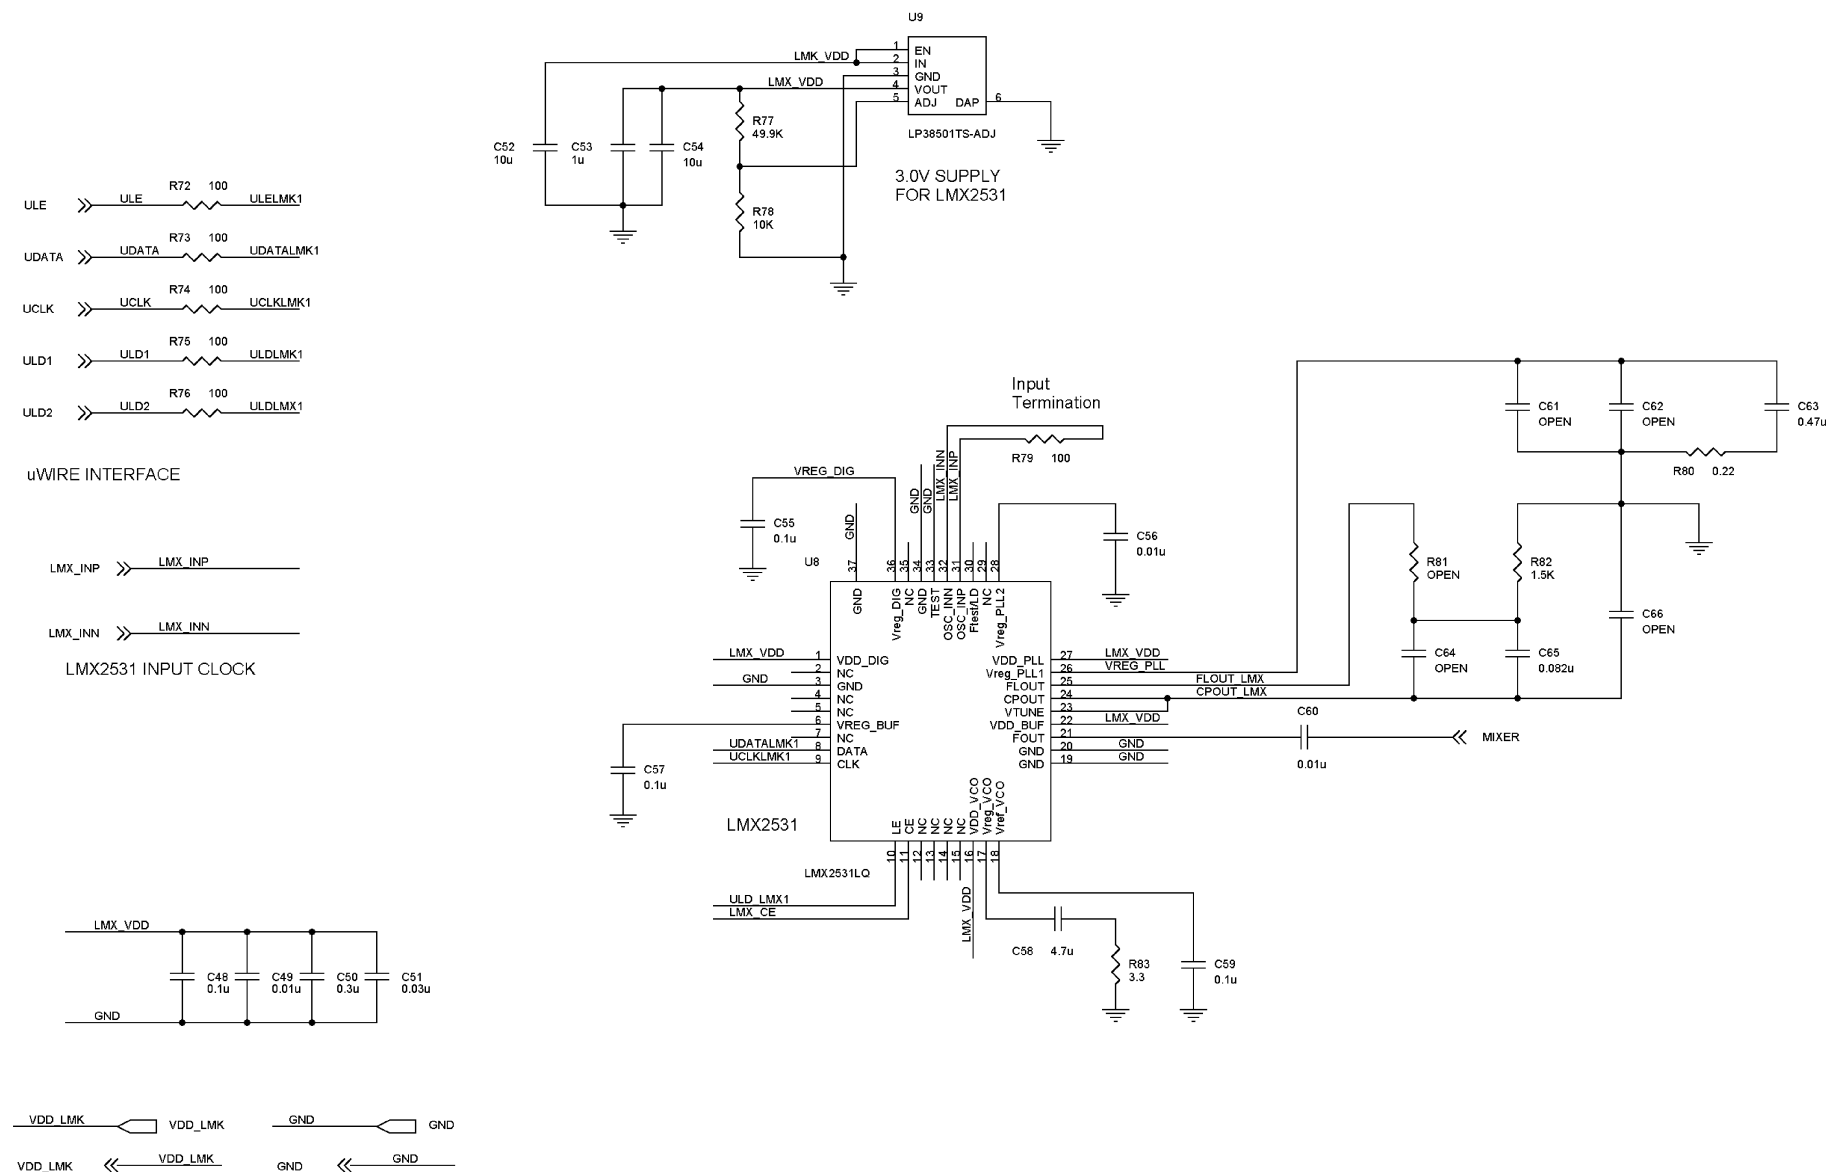 U9
LMK_VDD
LMX_VDD
1 EN
2 IN
3 GND
4 VOUT
5 ADJ DAP 6
LP38501TS-ADJ
R77
49.9K
C52
10u
C53
1u
C54
10u
R78
10K
3.0V SUPPLY
FOR LMX2531
R72 100
ULE ULE ULELMK1
R73 100
UDATA UDATA UDATALMK1
R74 100
UCLK UCLK UCLKLMK1
R75 100
ULD1 ULD1 ULDLMK1
R76 100
ULD2 ULD2 ULDLMX1
uWIRE INTERFACE
LMX_INP LMX_INP
LMX_INN LMX_INN
LMX2531 INPUT CLOCK
Input
Termination
R79 100
VREG_DIG
GND
GND
GND
LMX_INN
LMX_INP
C55
0.1u
C56
0.01u
U8
37 36 35 34 33 32 31 30 29 28
GND
Vreg_DIG
NC
GND
TEST
OSC_INN
OSC_INP
Ftest/LD
NC
Vreg_PLL2
LMX_VDD 1 VDD_DIG
2 NC
GND 3 GND
4 NC
5 NC
6 VREG_BUF
7 NC
UDATALMK1 8 DATA
UCLKLMK1 9 CLK
C57
0.1u
VDD_PLL 27 LMX_VDD
Vreg_PLL1 26 VREG_PLL
FLOUT 25 FLOUT_LMX
CPOUT 24 CPOUT_LMX
VTUNE 23
VDD_BUF 22 LMX_VDD
FOUT 21
GND 20 GND
GND 19 GND
C60
0.01u
MIXER
C61
OPEN
C62
OPEN
C63
0.47u
R80 0.22
R81
OPEN
R82
1.5K
C64
OPEN
C65
0.082u
C66
OPEN
LMX2531
LMX2531LQ
LE
CE
NC
NC
NC
NC
VDD_VCO
Vreg_VCO
Vref_VCO
10 11 12 13 14 15 16 17 18
ULD_LMX1
LMX_CE
LMX_VDD
C58 4.7u
R83
3.3
C59
0.1u
LMX_VDD
C48
0.1u
C49
0.01u
C50
0.3u
C51
0.03u
GND
VDD_LMK VDD_LMK
GND GND
VDD_LMK VDD_LMK
GND GND